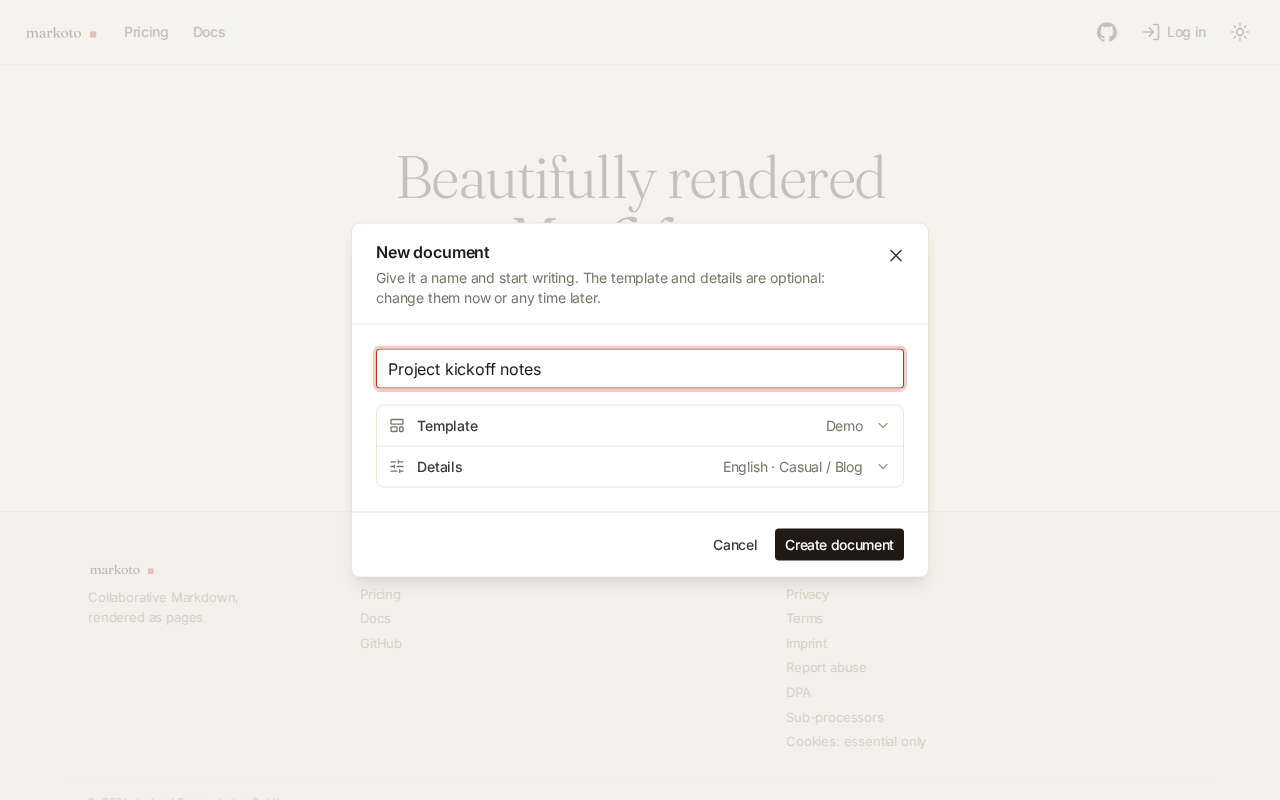 markoto
Pricing
Docs
Log in
Beautifully rendered
New document
Give it a name and start writing. The template and details are optional:
change them now or any time later.
Project kickoff notes
Template
Demo
Details
English · Casual / Blog
Cancel
Create document
markoto
Collaborative Markdown,
rendered as pages.
Pricing
Docs
GitHub
Privacy
Terms
Imprint
Report abuse
DPA
Sub-processors
Cookies: essential only